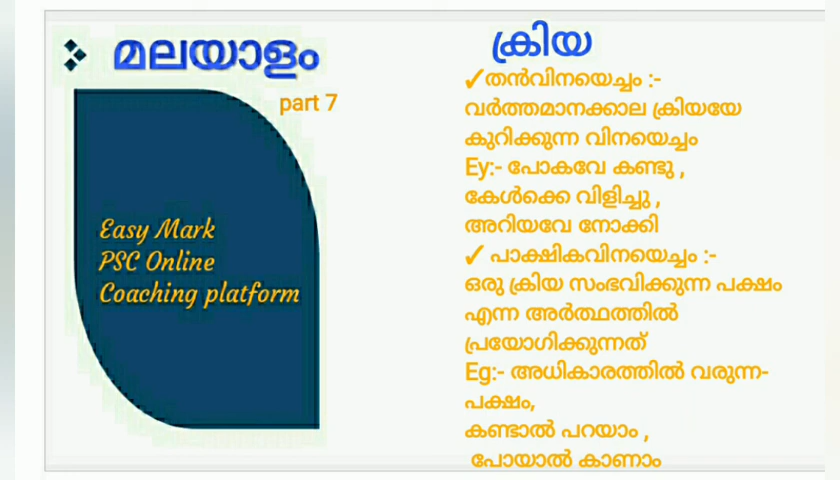 മലയാളം
part 7
Easy Mark
PSC Online
Coaching platform
ക്രിയ
✓തൻവിനയെച്ചം :-
വർത്തമാനക്കാല ക്രിയയേ
കുറിക്കുന്ന വിനയെച്ചം
Ey:- പോകവേ കണ്ടു ,
കേൾക്കെ വിളിച്ചു ,
അറിയവേ നോക്കി
✓ പാക്ഷികവിനയെച്ചം :-
ഒരു ക്രിയ സംഭവിക്കുന്ന പക്ഷം
എന്ന അർത്ഥത്തിൽ
പ്രയോഗിക്കുന്നത്
Eg:- അധികാരത്തിൽ വരുന്ന-
പക്ഷം,
കണ്ടാൽ പറയാം ,
പോയാൽ കാണാം